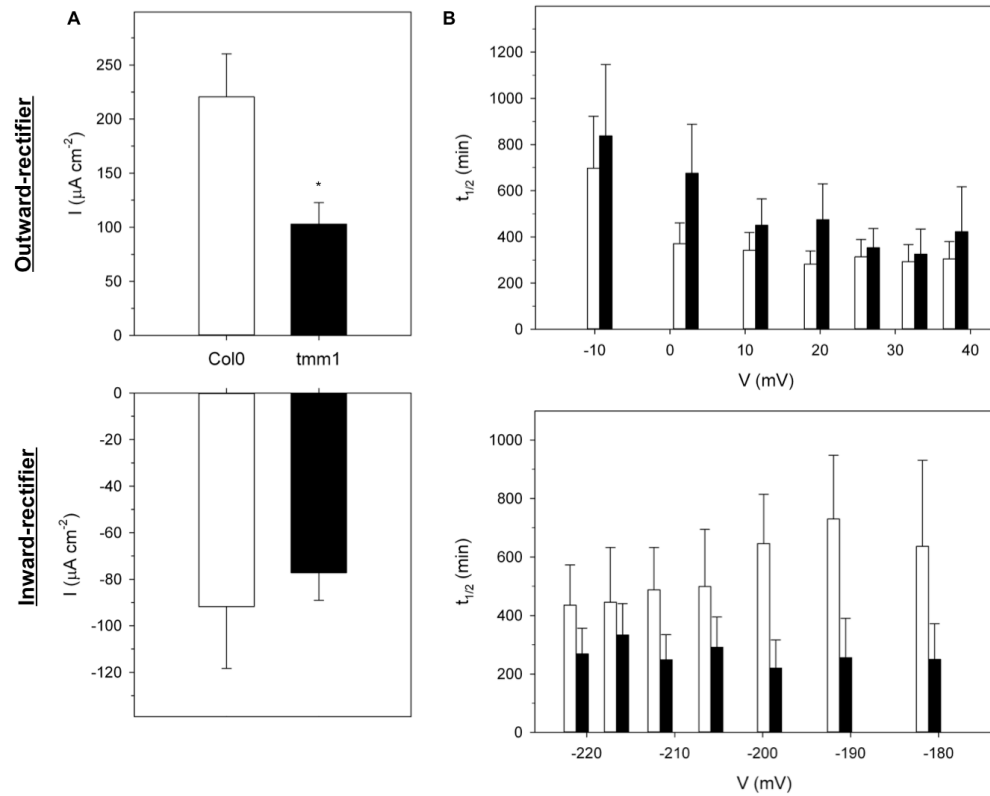 A
Outward-rectifier
I (μA cm-2)
250
200
150
100
50
0
*
Col0 tmm1
B
t1/2 (min)
1200
1000
800
600
400
200
0
-10 0 10 20 30 40
V (mV)
Inward-rectifier
I (μA cm-2)
0
-20
-40
-60
-80
-100
-120
t1/2 (min)
1000
800
600
400
200
0
-220 -210 -200 -190 -180
V (mV)